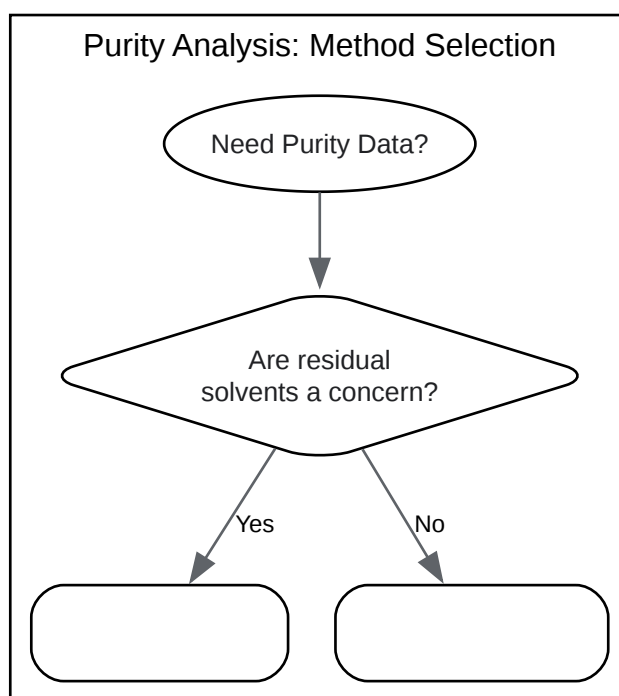 Purity Analysis: Method Selection
Need Purity Data?
Are residual
solvents a concern?
Yes
No